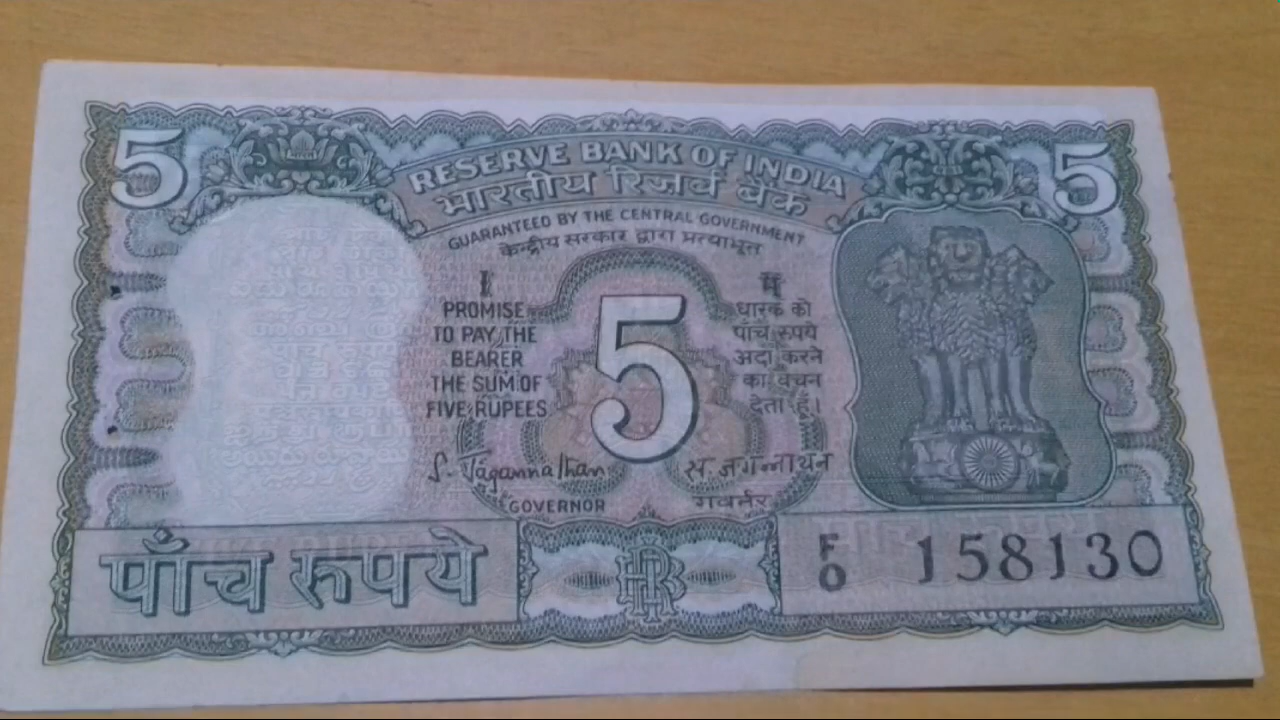 5
5
RESERVE BANK OF INDIA
भारतीय रिज़र्व बैंक
GUARANTEED BY THE CENTRAL GOVERNMENT
केन्द्रीय सरकार द्वारा प्रत्याभूत
I
PROMISE
TO PAY THE
BEARER
THE SUM OF
FIVE RUPEES
5
मैं
धारक को
पाँच रुपये
अदा करने
का वचन
देता हूँ।
S. Jagannathan
GOVERNOR
स. जगन्नाथन
गवर्नर
पाँच रुपये
F/0 158130